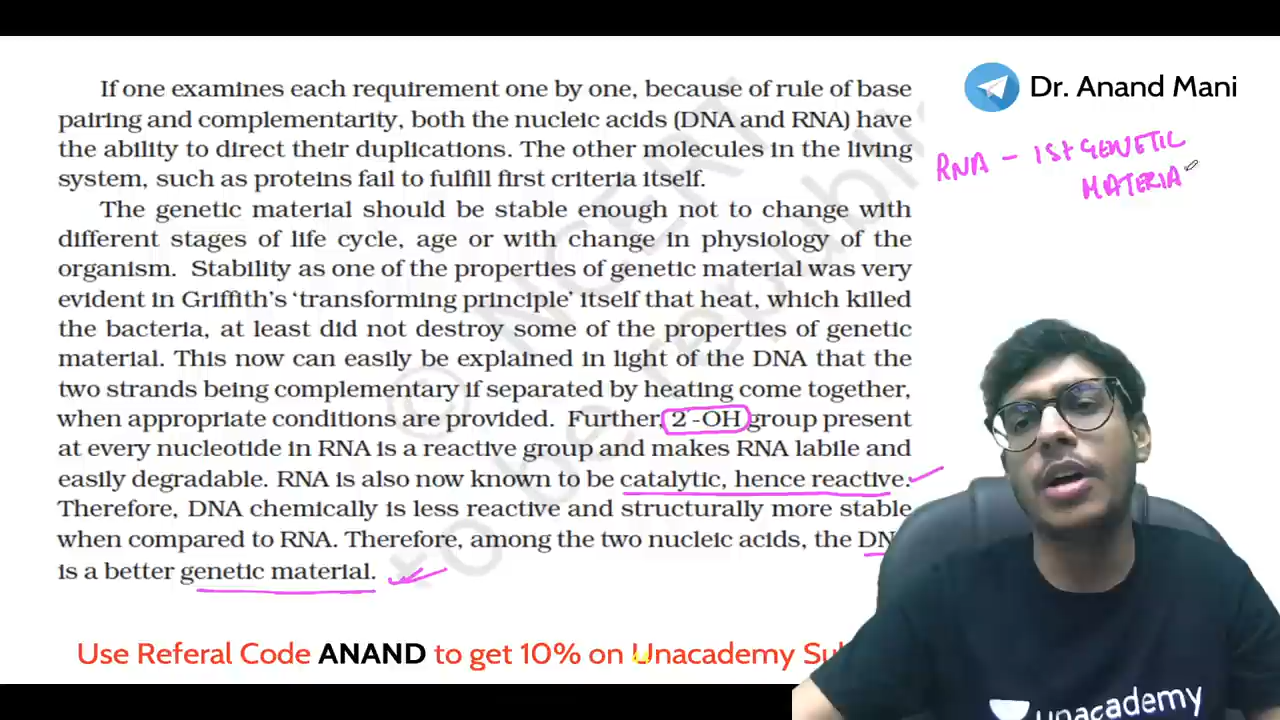 If one examines each requirement one by one, because of rule of base
pairing and complementarity, both the nucleic acids (DNA and RNA) have
the ability to direct their duplications. The other molecules in the living
system, such as proteins fail to fulfill first criteria itself.
The genetic material should be stable enough not to change with
different stages of life cycle, age or with change in physiology of the
organism. Stability as one of the properties of genetic material was very
evident in Griffith's 'transforming principle' itself that heat, which killed
the bacteria, at least did not destroy some of the properties of genetic
material. This now can easily be explained in light of the DNA that the
two strands being complementary if separated by heating come together,
when appropriate conditions are provided. Further, 2'-OH group present
at every nucleotide in RNA is a reactive group and makes RNA labile and
easily degradable. RNA is also now known to be catalytic, hence reactive.
Therefore, DNA chemically is less reactive and structurally more stable
when compared to RNA. Therefore, among the two nucleic acids, the DN
is a better genetic material.
© NCERT
to be republi
Dr. Anand Mani
RNA - 1st GENETIC
MATERIA
Use Referal Code ANAND to get 10% on Unacademy Su
unacademy